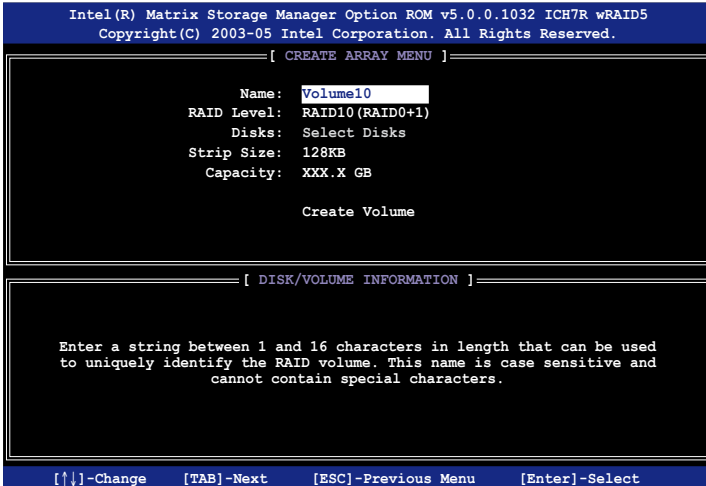 Intel(R) Matrix Storage Manager Option ROM v5.0.0.1032 ICH7R wRAID5
Copyright(C) 2003-05 Intel Corporation. All Rights Reserved.
[ CREATE ARRAY MENU ]
Name: Volume10
RAID Level: RAID10(RAID0+1)
Disks: Select Disks
Strip Size: 128KB
Capacity: XXX.X GB
Create Volume
[ DISK/VOLUME INFORMATION ]
Enter a string between 1 and 16 characters in length that can be used
to uniquely identify the RAID volume. This name is case sensitive and
cannot contain special characters.
[↑↓]-Change [TAB]-Next [ESC]-Previous Menu [Enter]-Select